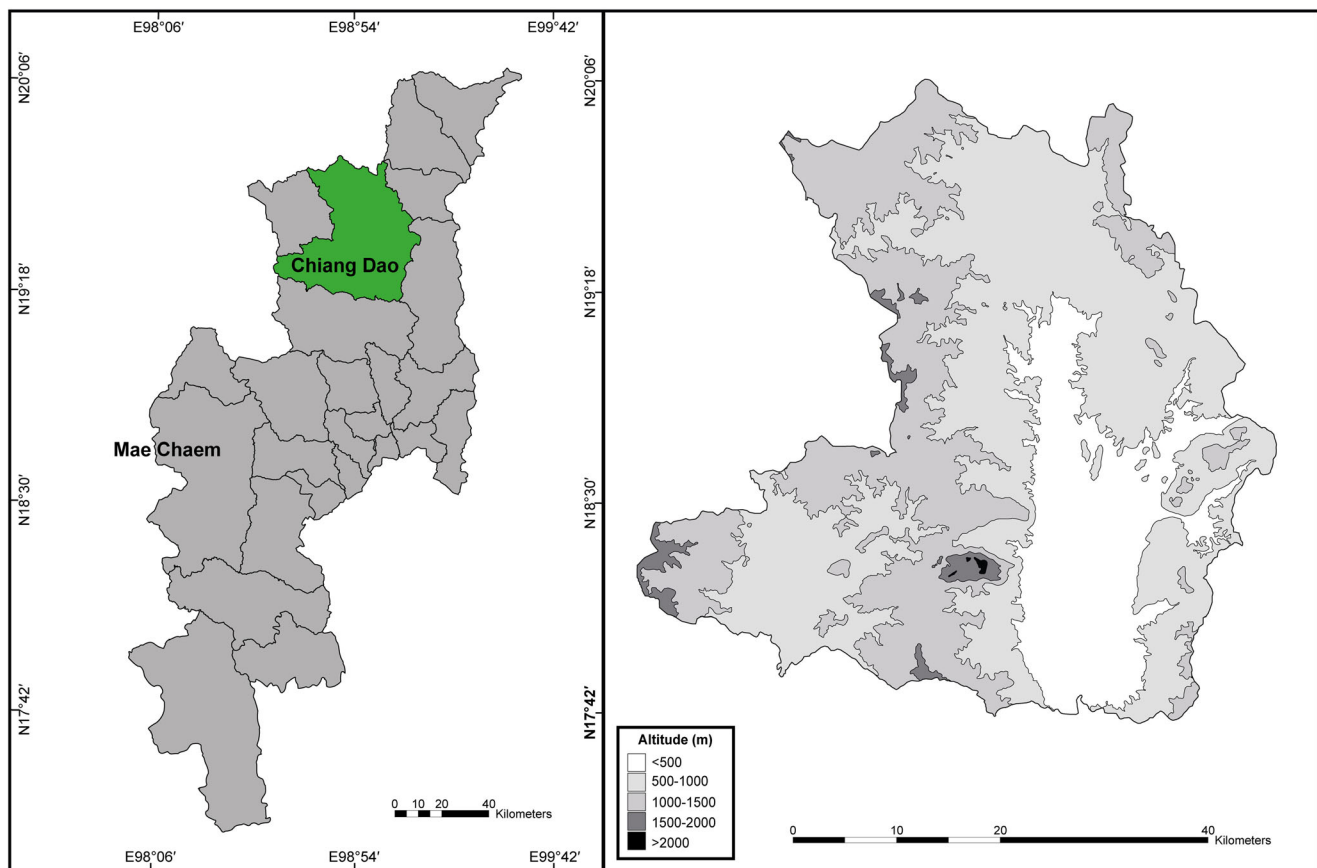 E98°06′ E98°54′ E99°42′
N20°06′
N19°18′
N18°30′
N17°42′
Chiang Dao
Mae Chaem
0 5 10 20 40
Kilometers
E98°06′ E98°54′ E99°42′
N20°06′
N19°18′
N18°30′
N17°42′
Altitude (m)
<500
500-1000
1000-1500
1500-2000
>2000
0 10 20 40
Kilometers